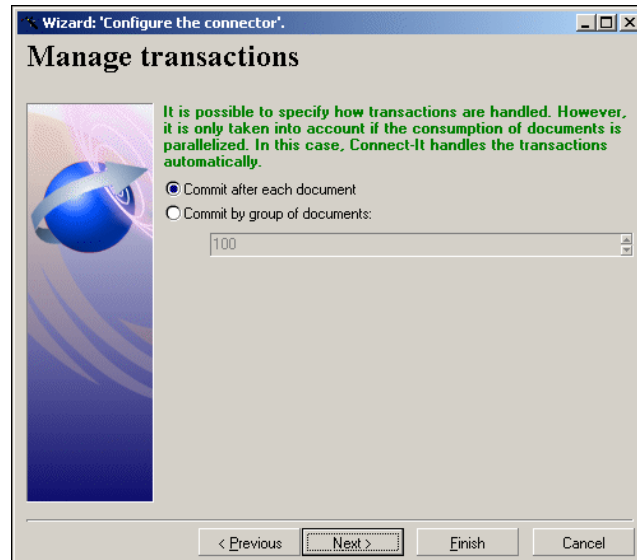 Wizard: 'Configure the connector'.
Manage transactions
It is possible to specify how transactions are handled. However,
it is only taken into account if the consumption of documents is
parallelized. In this case, Connect-It handles the transactions
automatically.
Commit after each document
Commit by group of documents:
100
< Previous Next > Finish Cancel